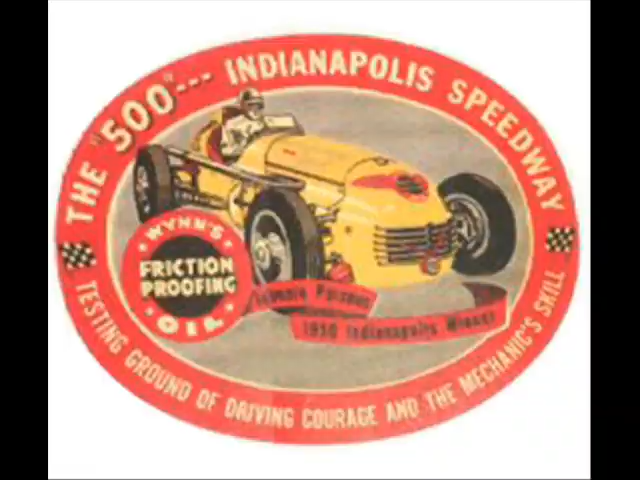 THE "500"--- INDIANAPOLIS SPEEDWAY
WYNN'S
FRICTION
PROOFING
OIL
Johnnie Parsons
1950 Indianapolis Winner
TESTING GROUND OF DRIVING COURAGE AND THE MECHANIC'S SKILL